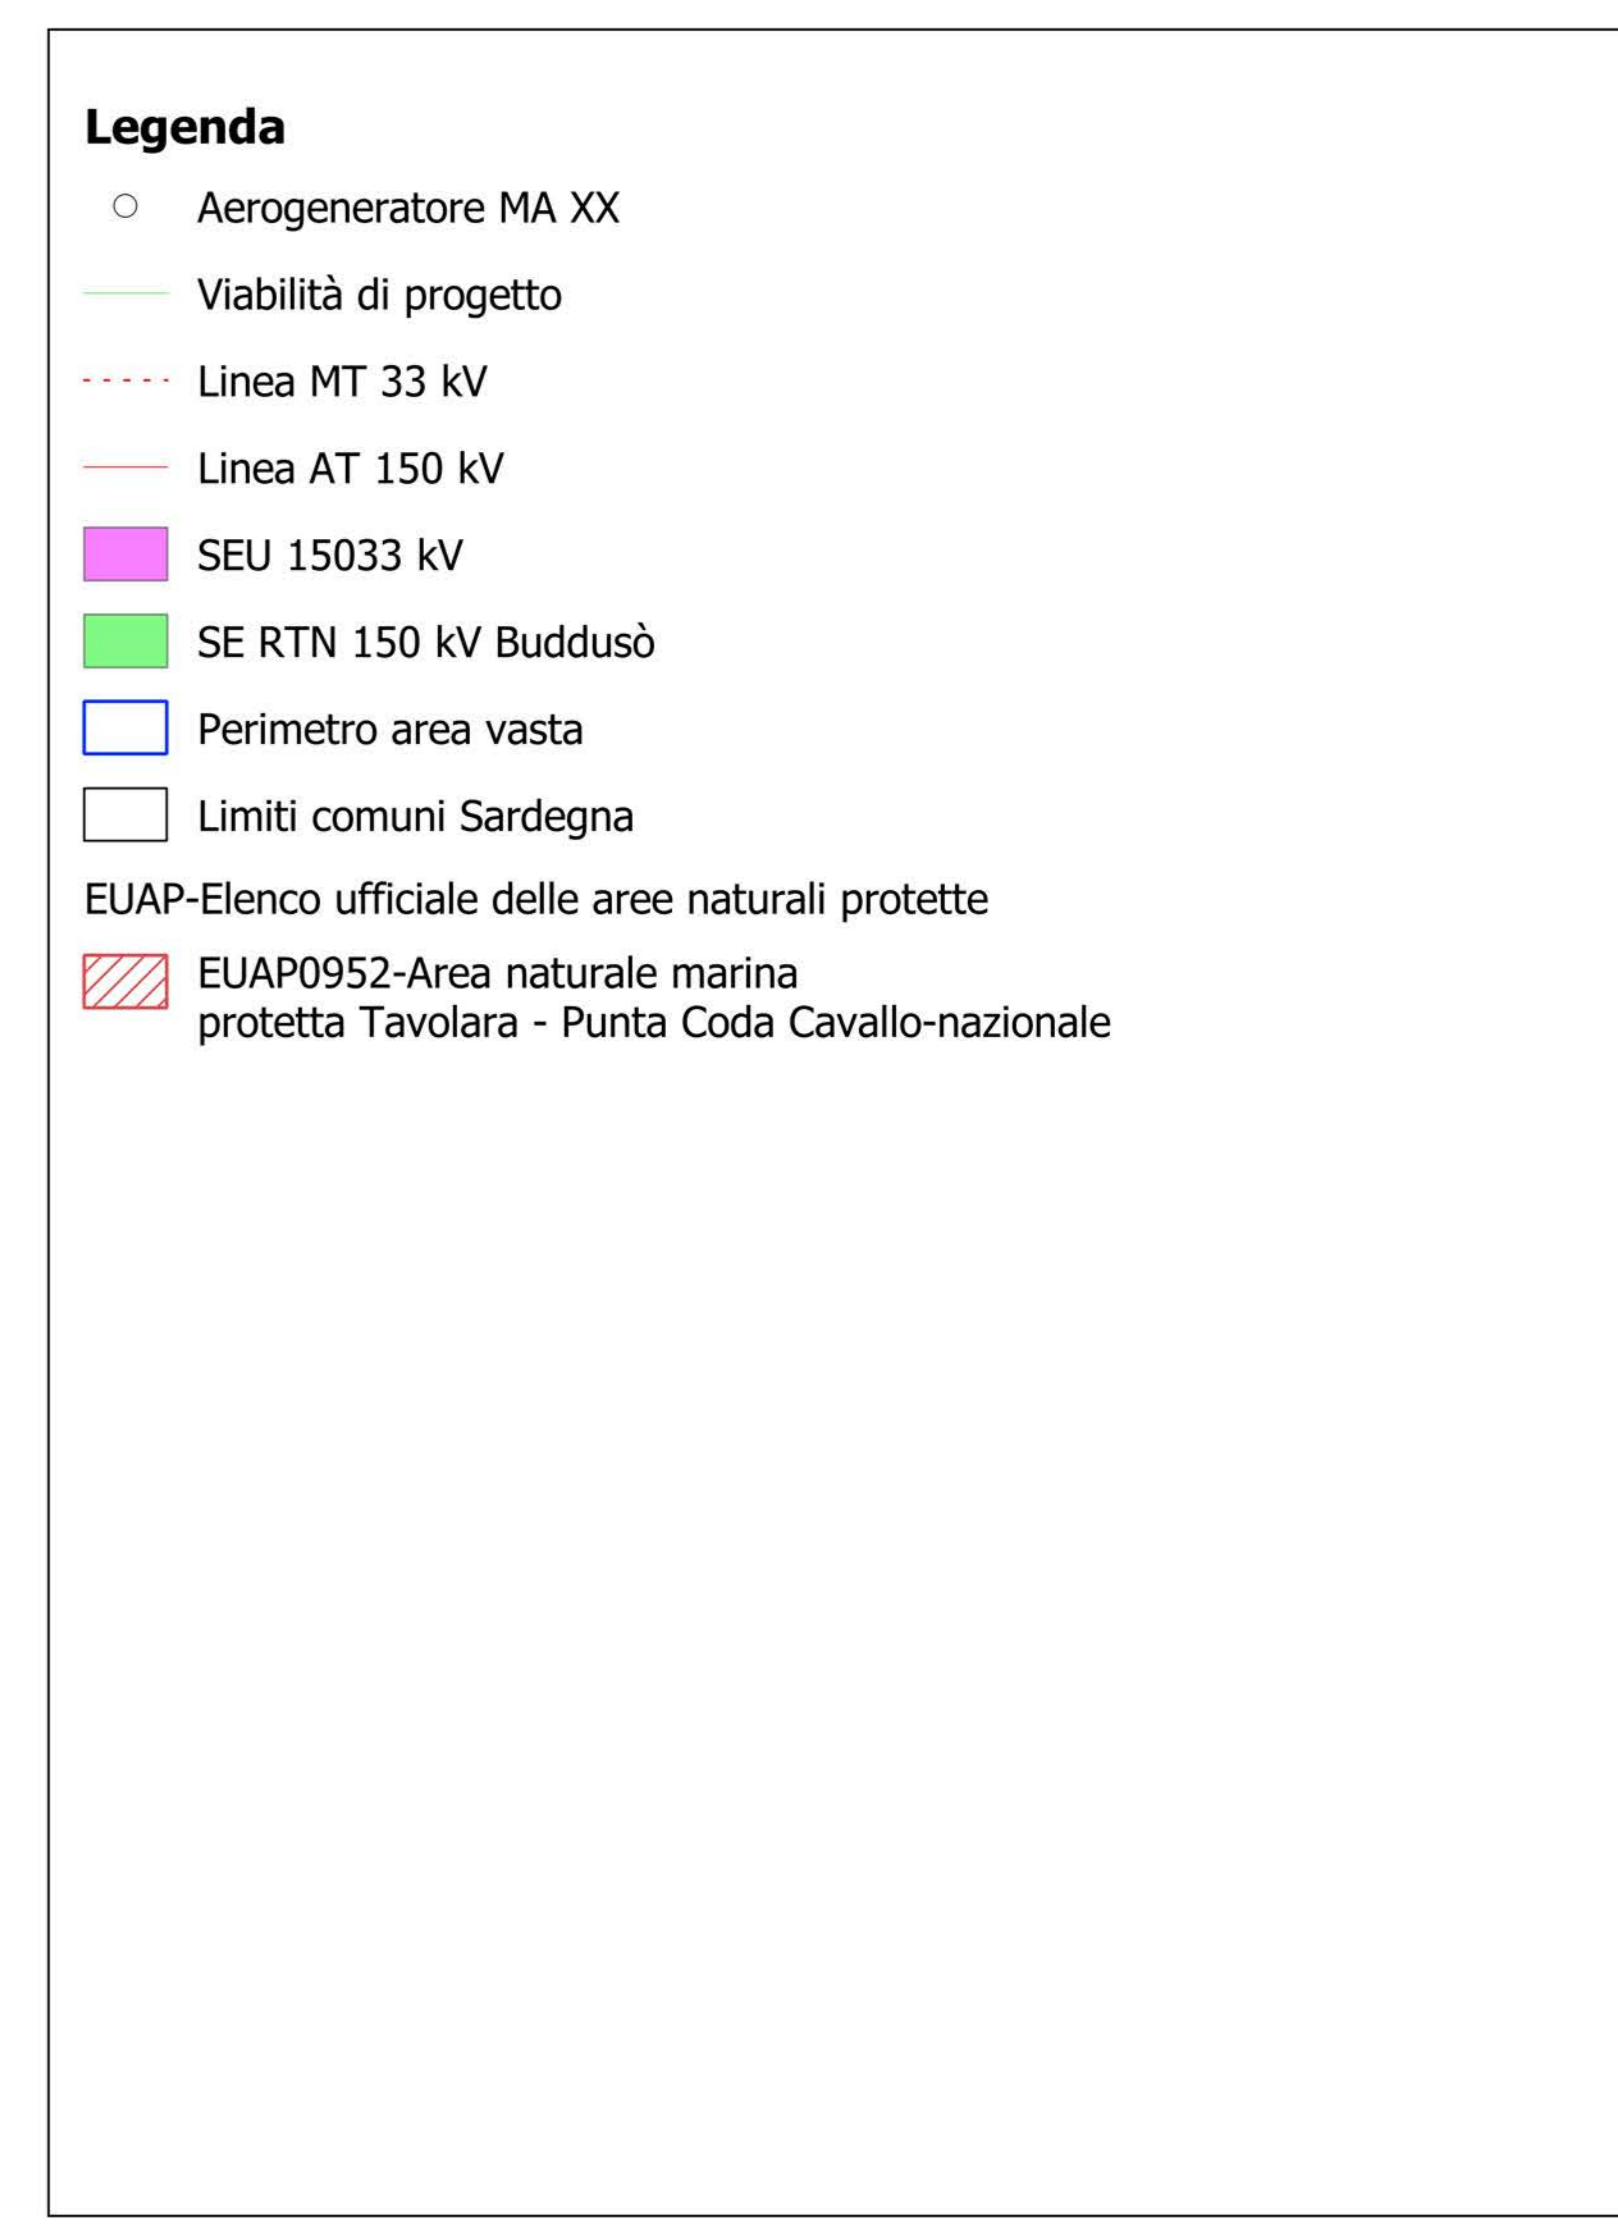 Legenda
Aerogeneratore MA XX
Viabilità di progetto
Linea MT 33 kV
Linea AT 150 kV
SEU 15033 kV
SE RTN 150 kV Buddusò
Perimetro area vasta
Limiti comuni Sardegna
EUAP-Elenco ufficiale delle aree naturali protette
EUAP0952-Area naturale marina
protetta Tavolara - Punta Coda Cavallo-nazionale